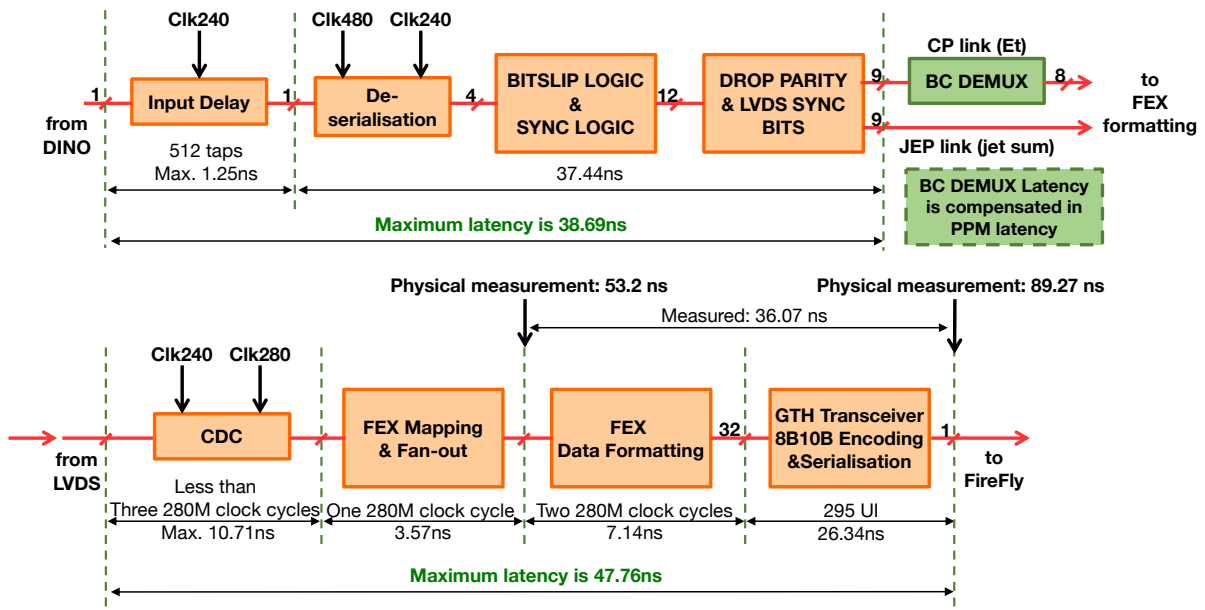 Clk240
Clk480
Clk240
1
Input Delay
1
De-
serialisation
4
BITSLIP LOGIC
&
SYNC LOGIC
12
DROP PARITY
& LVDS SYNC
BITS
9
CP link (Et)
BC DEMUX
8
to
FEX
formatting
9
JEP link (jet sum)
from
DINO
512 taps
Max. 1.25ns
37.44ns
BC DEMUX Latency
is compensated in
PPM latency
Maximum latency is 38.69ns
Physical measurement: 53.2 ns
Physical measurement: 89.27 ns
Measured: 36.07 ns
Clk240
Clk280
from
LVDS
CDC
FEX Mapping
& Fan-out
FEX
Data Formatting
32
GTH Transceiver
8B10B Encoding
&Serialisation
1
to
FireFly
Less than
Three 280M clock cycles
Max. 10.71ns
One 280M clock cycle
3.57ns
Two 280M clock cycles
7.14ns
295 UI
26.34ns
Maximum latency is 47.76ns